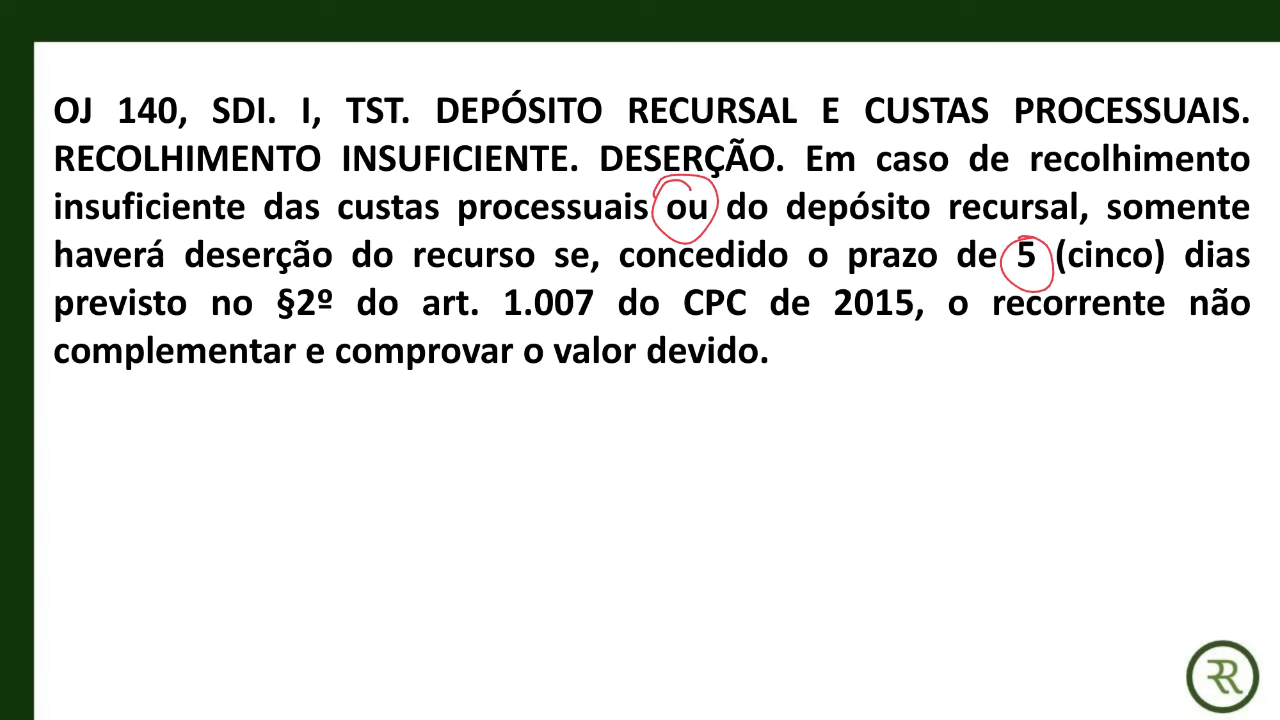 OJ 140, SDI. I, TST. DEPÓSITO RECURSAL E CUSTAS PROCESSUAIS.
RECOLHIMENTO INSUFICIENTE. DESERÇÃO. Em caso de recolhimento
insuficiente das custas processuais ou do depósito recursal, somente
haverá deserção do recurso se, concedido o prazo de 5 (cinco) dias
previsto no §2º do art. 1.007 do CPC de 2015, o recorrente não
complementar e comprovar o valor devido.
RR